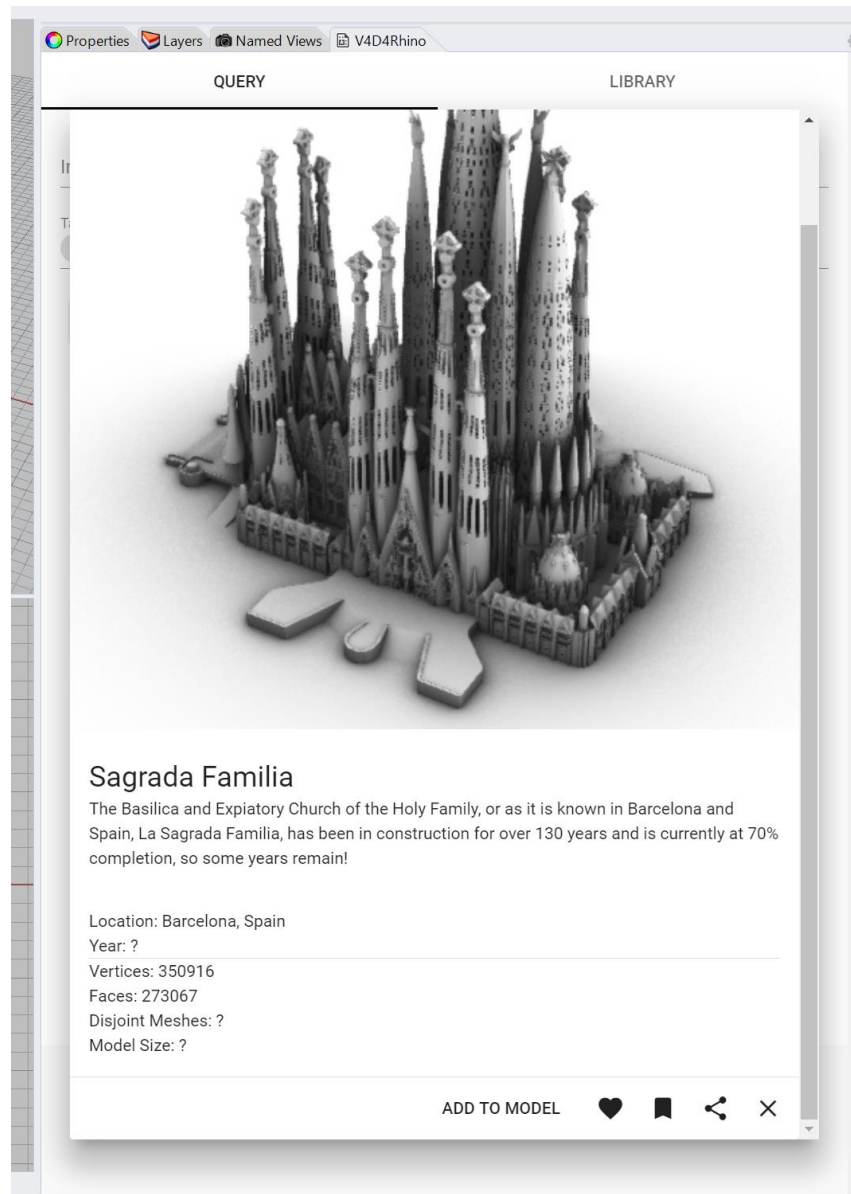 Properties Layers Named Views V4D4Rhino
QUERY LIBRARY
Sagrada Familia
The Basilica and Expiatory Church of the Holy Family, or as it is known in Barcelona and
Spain, La Sagrada Familia, has been in construction for over 130 years and is currently at 70%
completion, so some years remain!
Location: Barcelona, Spain
Year: ?
Vertices: 350916
Faces: 273067
Disjoint Meshes: ?
Model Size: ?
ADD TO MODEL